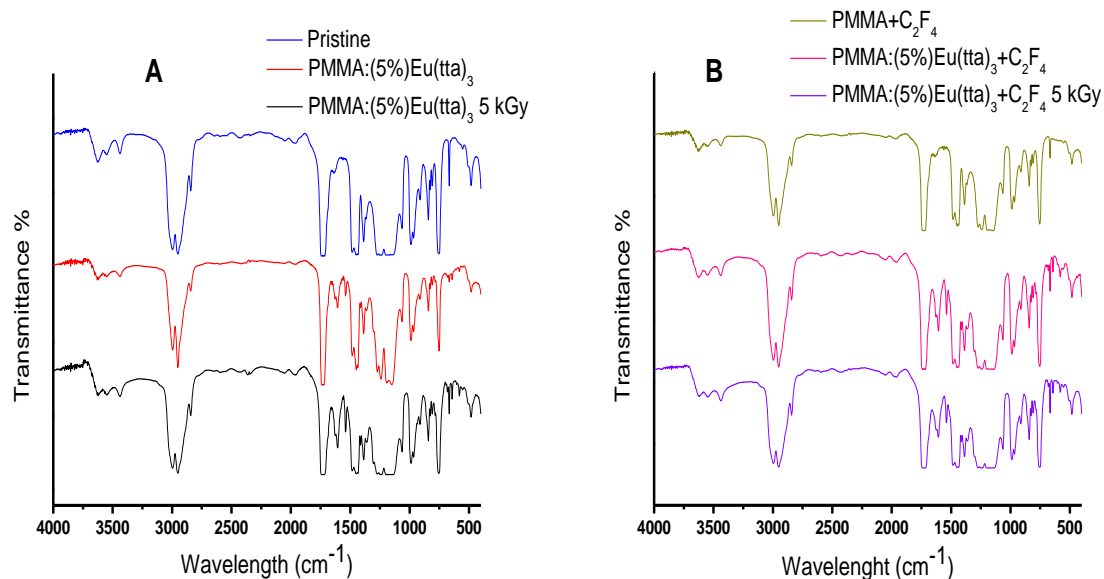 A
Pristine
PMMA:(5%)Eu(tta)₃
PMMA:(5%)Eu(tta)₃ 5 kGy
Transmittance %
4000 3500 3000 2500 2000 1500 1000 500
Wavelength (cm⁻¹)
B
PMMA+C₂F₄
PMMA:(5%)Eu(tta)₃+C₂F₄
PMMA:(5%)Eu(tta)₃+C₂F₄ 5 kGy
Transmittance %
4000 3500 3000 2500 2000 1500 1000 500
Wavelenght (cm⁻¹)